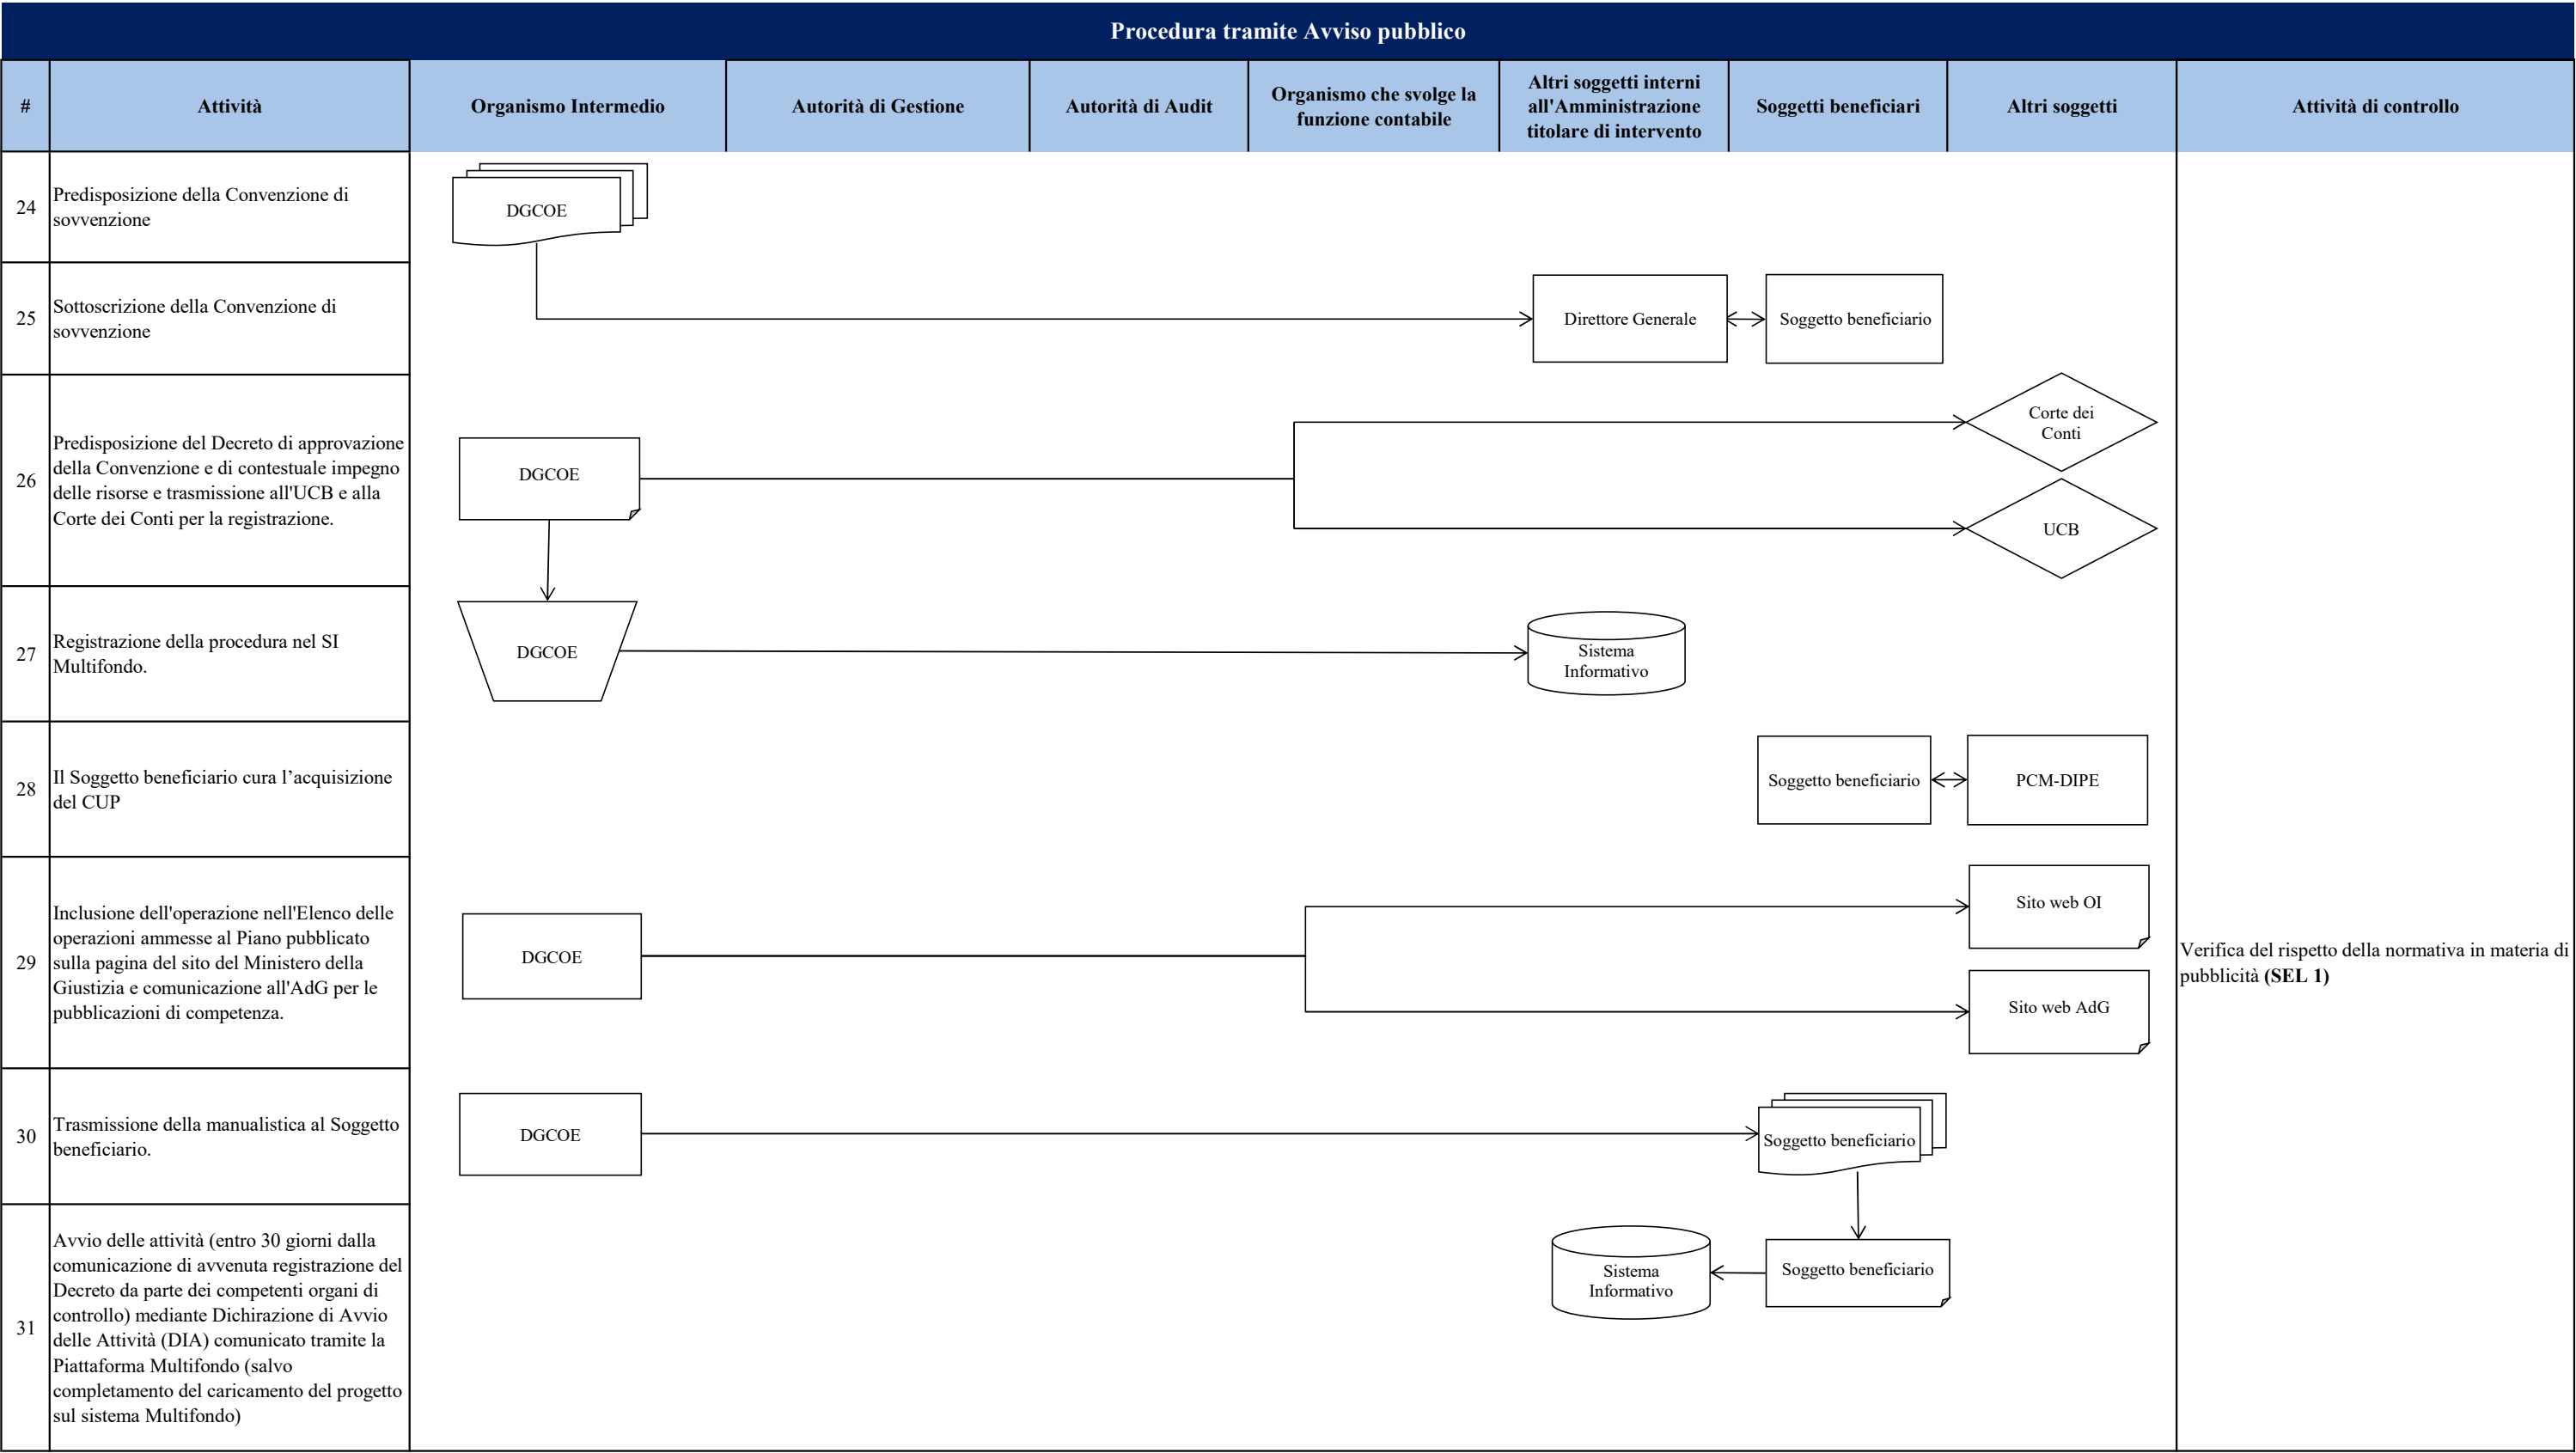 Procedura tramite Avviso pubblico
#
Attività
Organismo Intermedio
Autorità di Gestione
Autorità di Audit
Organismo che svolge la
funzione contabile
Altri soggetti interni
all'Amministrazione
titolare di intervento
Soggetti beneficiari
Altri soggetti
Attività di controllo
24
Predisposizione della Convenzione di
sovvenzione
DGCOE
25
Sottoscrizione della Convenzione di
sovvenzione
Direttore Generale
Soggetto beneficiario
26
Predisposizione del Decreto di approvazione
della Convenzione e di contestuale impegno
delle risorse e trasmissione all'UCB e alla
Corte dei Conti per la registrazione.
DGCOE
Corte dei
Conti
UCB
27
Registrazione della procedura nel SI
Multifondo.
DGCOE
Sistema
Informativo
28
Il Soggetto beneficiario cura l’acquisizione
del CUP
Soggetto beneficiario
PCM-DIPE
29
Inclusione dell'operazione nell'Elenco delle
operazioni ammesse al Piano pubblicato
sulla pagina del sito del Ministero della
Giustizia e comunicazione all'AdG per le
pubblicazioni di competenza.
DGCOE
Sito web OI
Sito web AdG
Verifica del rispetto della normativa in materia di
pubblicità (SEL 1)
30
Trasmissione della manualistica al Soggetto
beneficiario.
DGCOE
Soggetto beneficiario
31
Avvio delle attività (entro 30 giorni dalla
comunicazione di avvenuta registrazione del
Decreto da parte dei competenti organi di
controllo) mediante Dichirazione di Avvio
delle Attività (DIA) comunicato tramite la
Piattaforma Multifondo (salvo
completamento del caricamento del progetto
sul sistema Multifondo)
Sistema
Informativo
Soggetto beneficiario